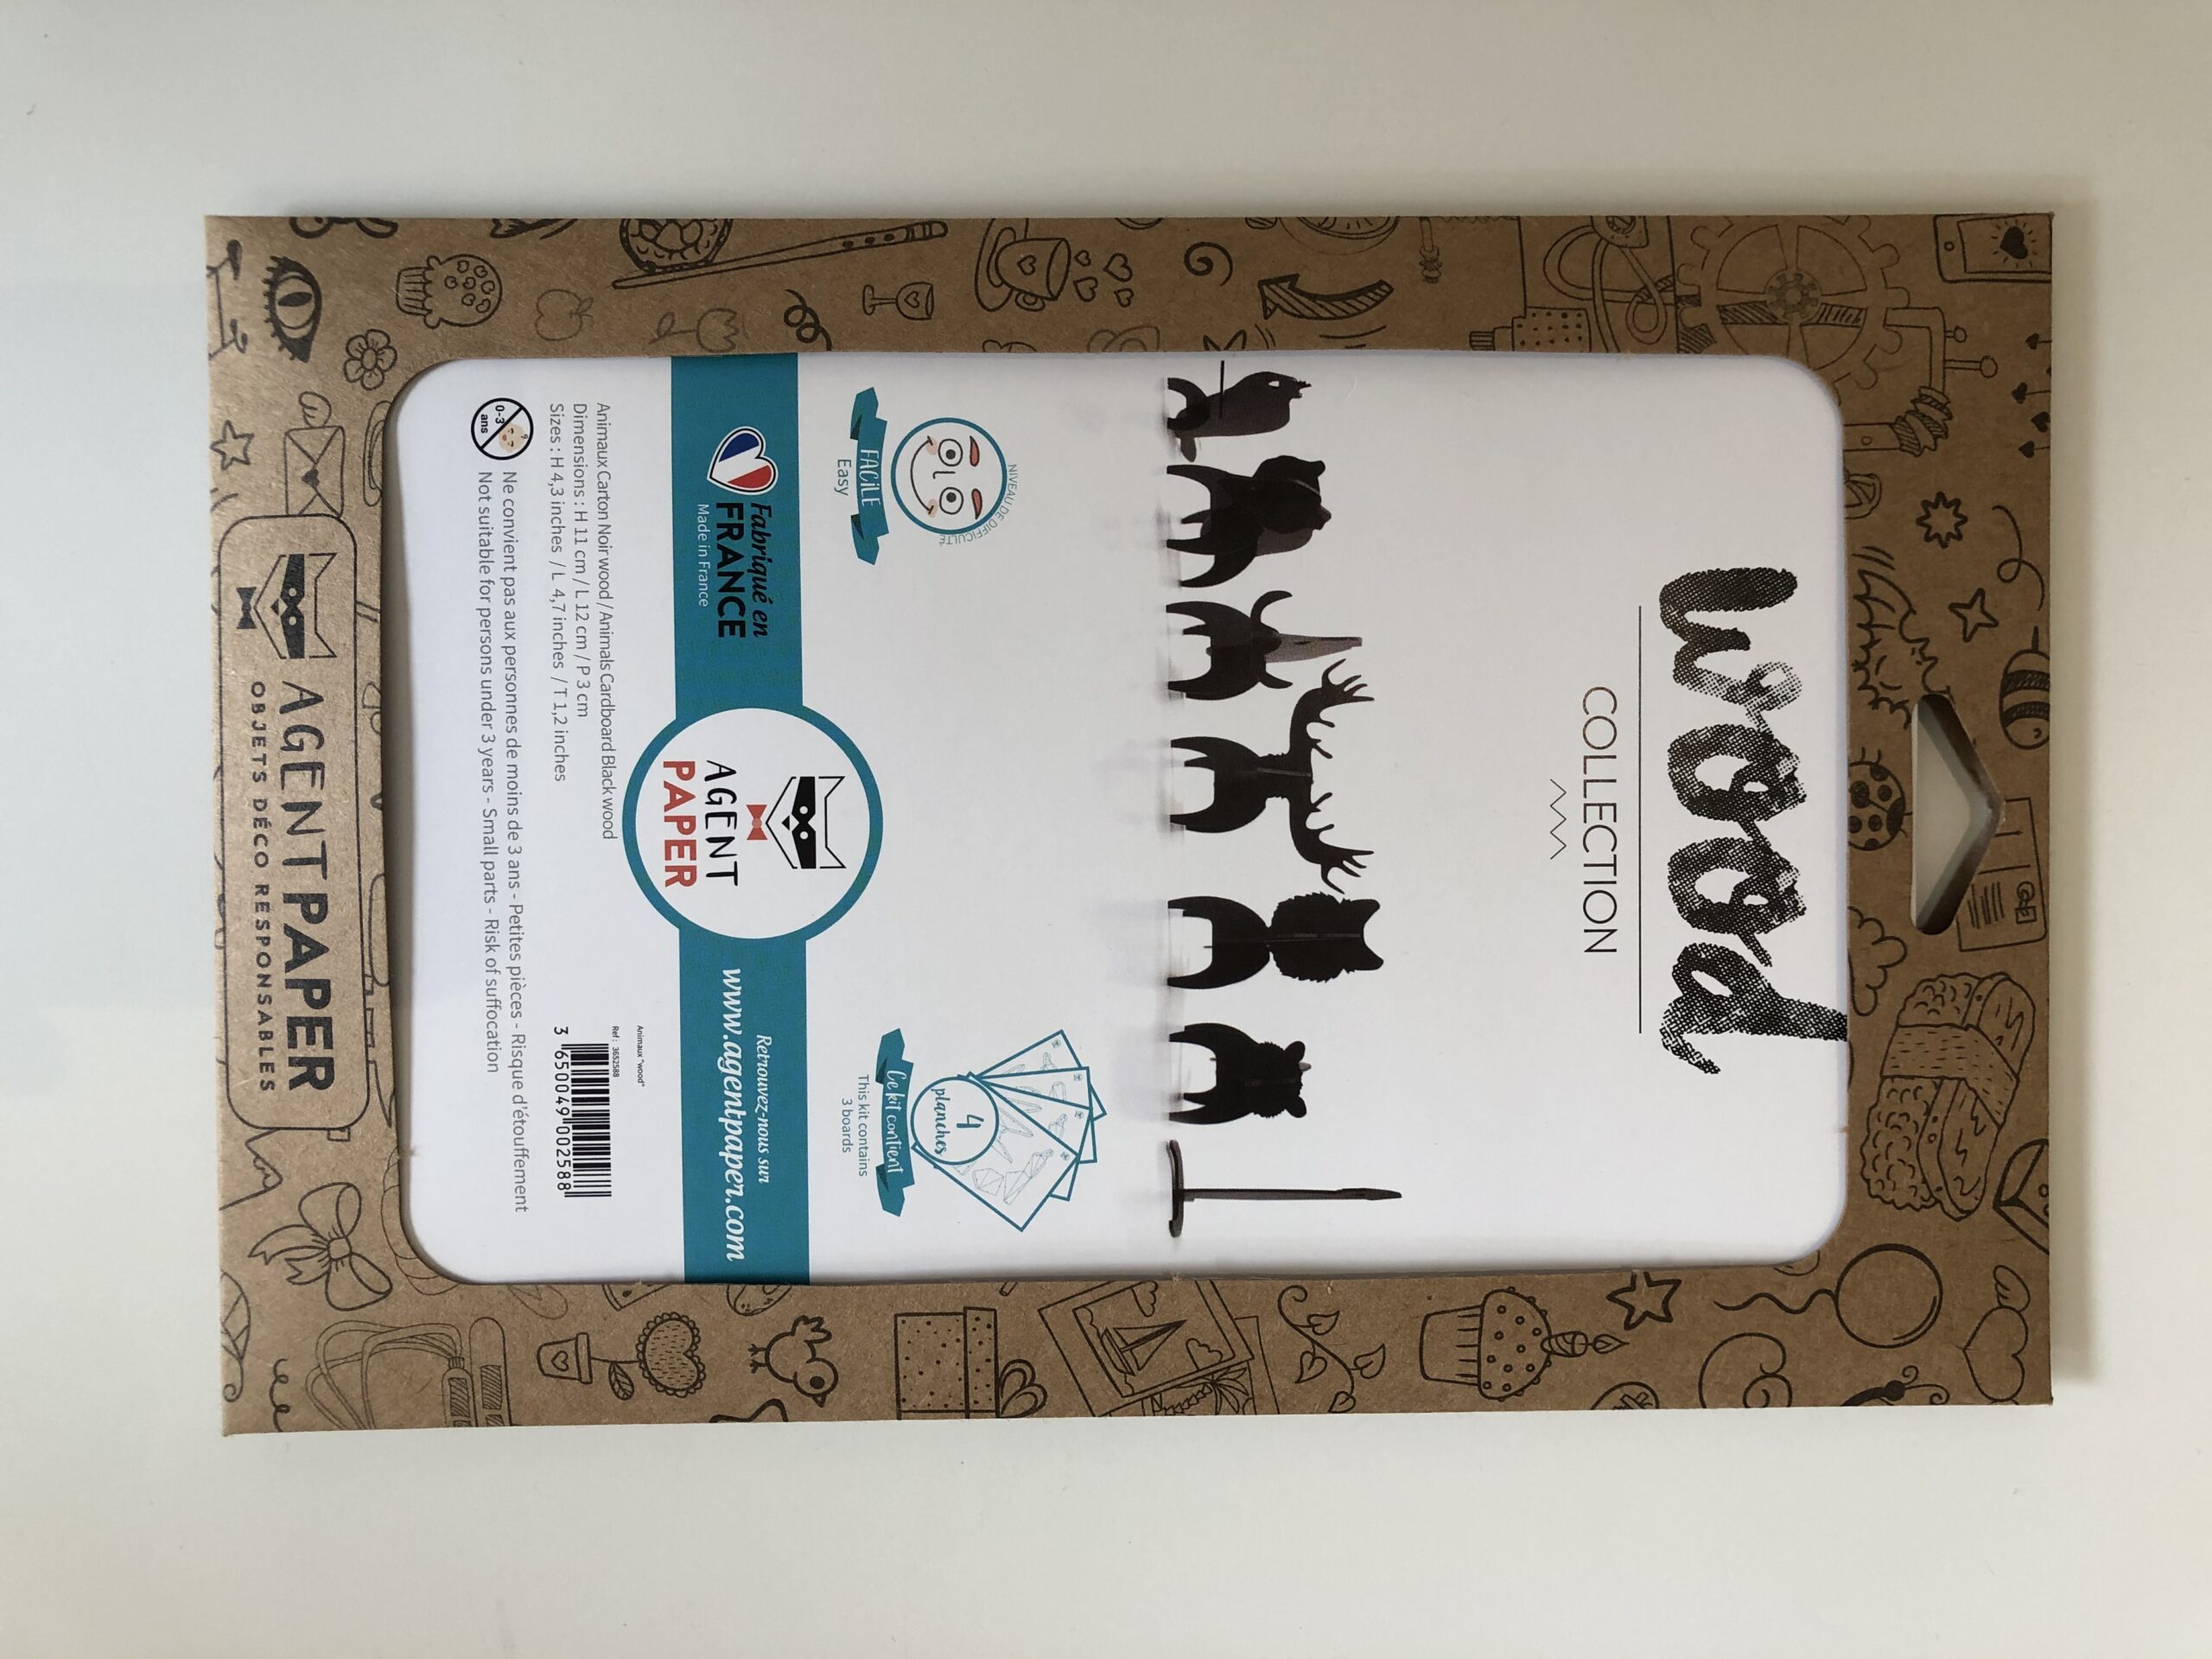 wood
COLLECTION
NIVEAU DE DIFFICULTÉ
FACILE
Easy
4
planches
Ce kit contient
This kit contains
3 boards
Fabriqué en
FRANCE
Made in France
AGENT
PAPER
Retrouvez-nous sur
www.agentpaper.com
Animaux Carton Noir wood / Animals Cardboard Black wood
Dimensions : H 11 cm / L 12 cm / P 3 cm
Sizes : H 4,3 inches / L 4,7 inches / T 1,2 inches
Animaux "wood"
Ref : 3652588
3 650049 002588
0-3
ans
Ne convient pas aux personnes de moins de 3 ans - Petites pièces - Risque d'étouffement
Not suitable for persons under 3 years - Small parts - Risk of suffocation
AGENT PAPER
OBJETS DÉCO RESPONSABLES